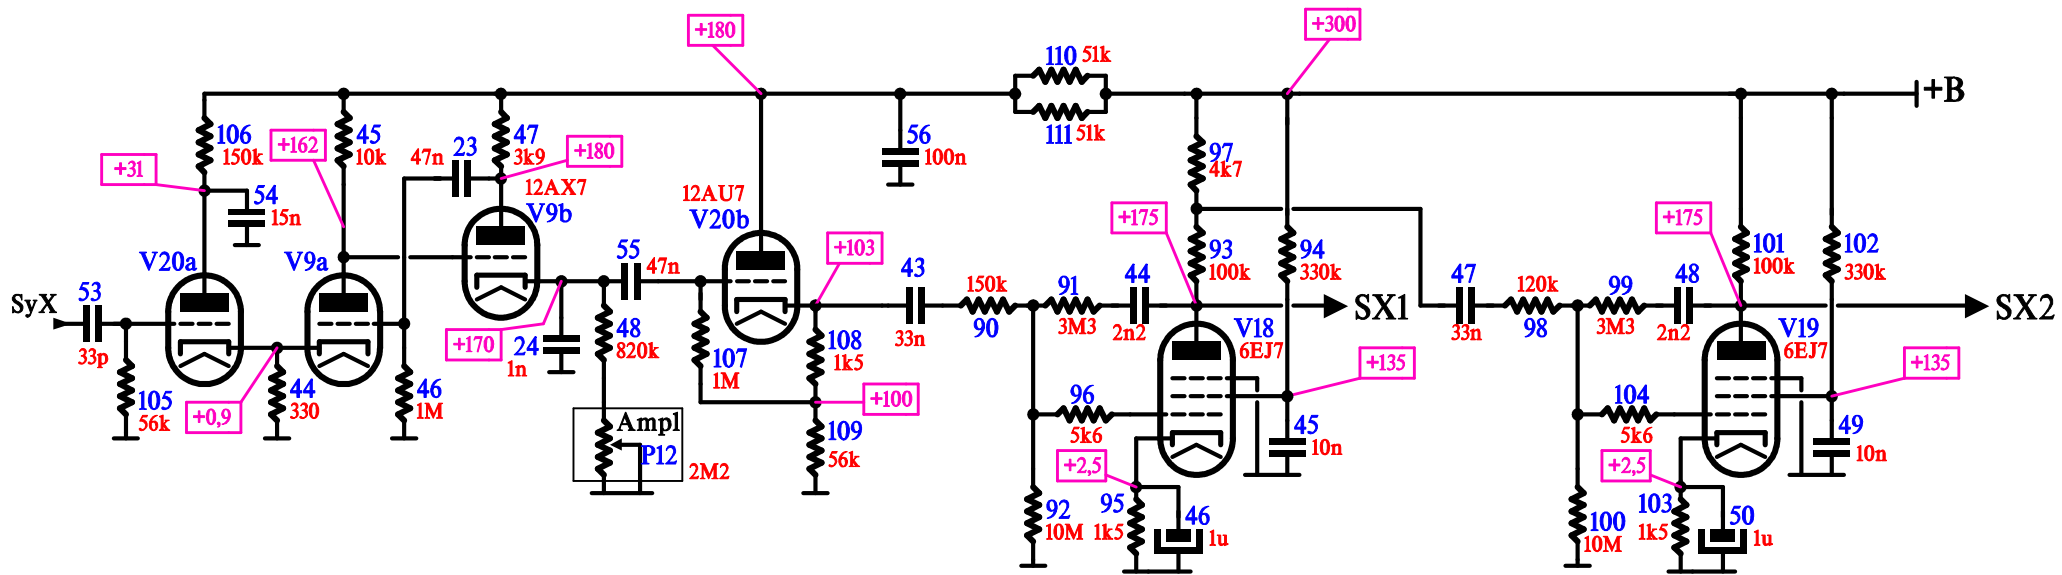 +180
+300
110 51k
111 51k
+B
106
150k
+162
45
10k
47n
23
47
3k9
+180
56
100n
97
4k7
+31
54
15n
12AX7
V9b
12AU7
V20b
+175
+175
V20a
V9a
55
47n
+103
93
100k
94
330k
101
100k
102
330k
SyX
53
33p
43
33n
150k
90
91
3M3
44
2n2
SX1
47
33n
120k
98
99
3M3
48
2n2
SX2
V18
6EJ7
V19
6EJ7
+170
24
1n
48
820k
107
1M
108
1k5
+135
+135
105
56k
+0,9
44
330
46
1M
+100
96
5k6
104
5k6
Ampl
P12
2M2
109
56k
45
10n
49
10n
+2,5
+2,5
92
10M
95
1k5
46
1u
100
10M
103
1k5
50
1u